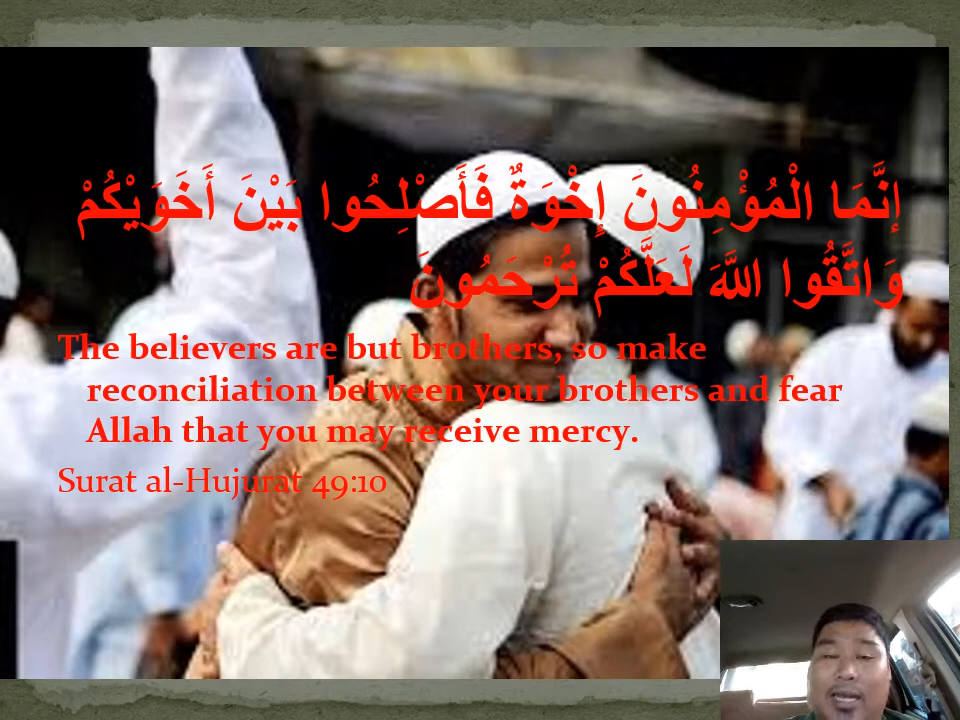 إنَّمَا الْمُؤْمِنُونَ إِخْوَةٌ فَأَصْلِحُوا بَيْنَ أَخَوَيْكُمْ
وَاتَّقُوا اللَّهَ لَعَلَّكُمْ تُرْحَمُونَ
The believers are but brothers, so make
reconciliation between your brothers and fear
Allah that you may receive mercy.
Surat al-Hujurat 49:10